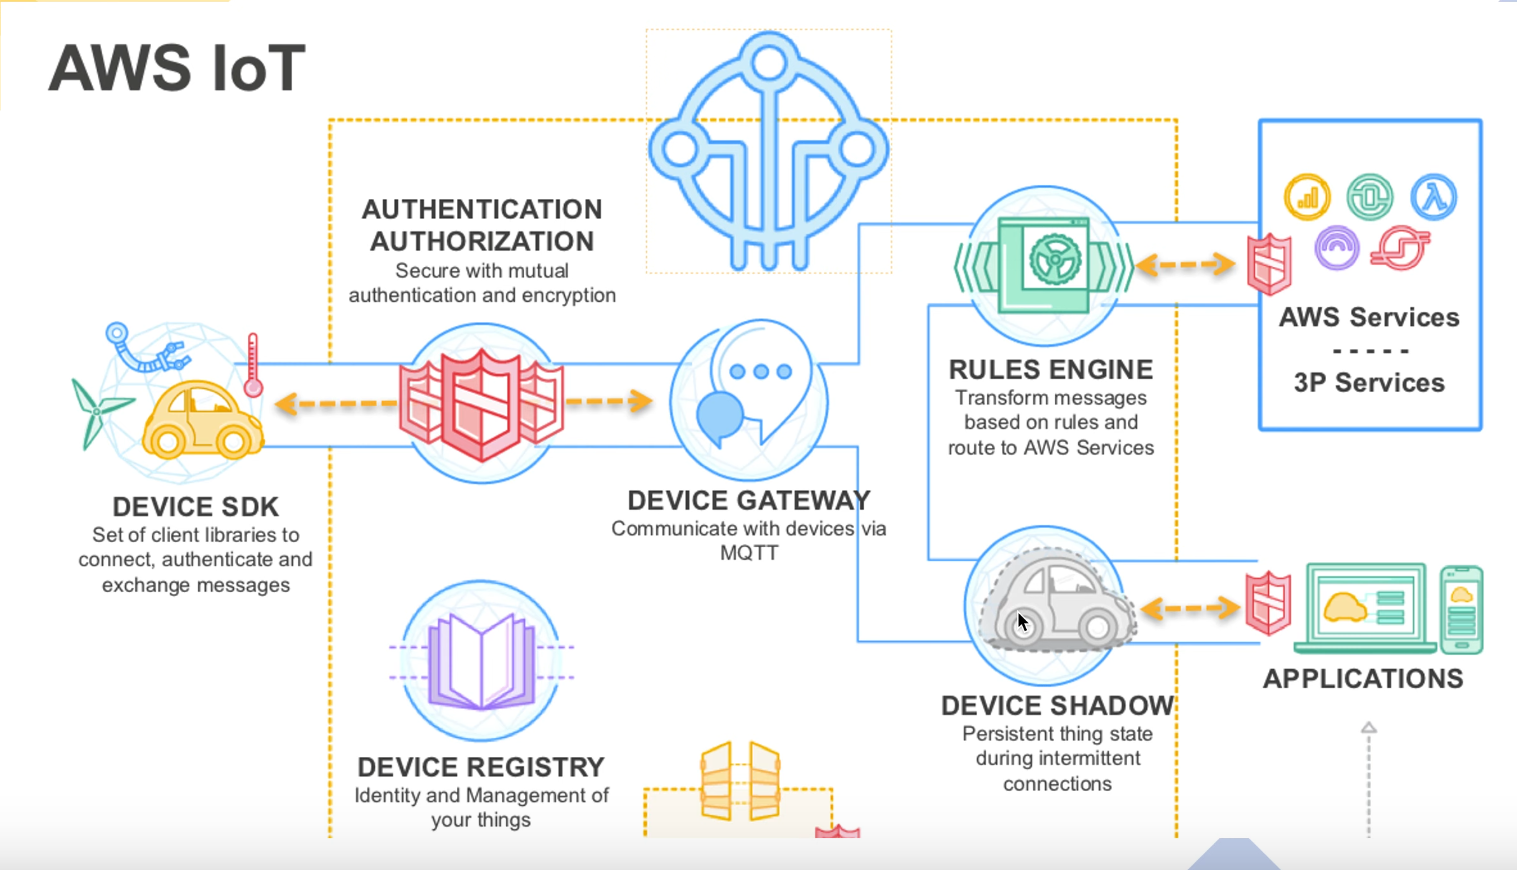 AWS IoT
AUTHENTICATION
AUTHORIZATION
Secure with mutual
authentication and encryption
DEVICE SDK
Set of client libraries to
connect, authenticate and
exchange messages
DEVICE GATEWAY
Communicate with devices via
MQTT
RULES ENGINE
Transform messages
based on rules and
route to AWS Services
AWS Services
- - - - -
3P Services
DEVICE REGISTRY
Identity and Management of
your things
DEVICE SHADOW
Persistent thing state
during intermittent
connections
APPLICATIONS